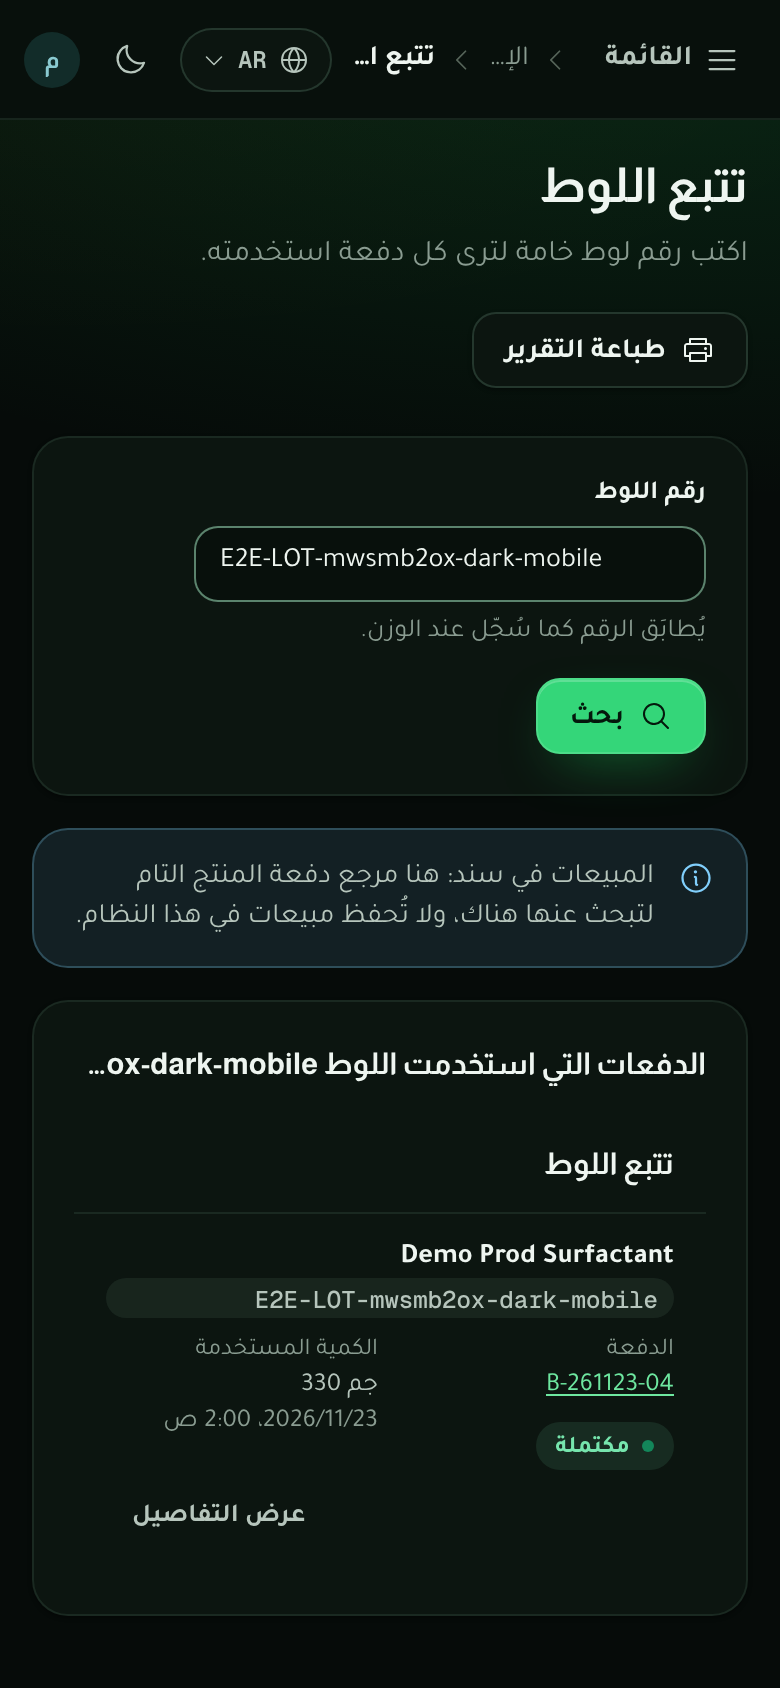 القائمة
الإ...
تتبع ا...
AR
م
تتبع اللوط
اكتب رقم لوط خامة لترى كل دفعة استخدمته.
طباعة التقرير
رقم اللوط
E2E-LOT-mwsmb2ox-dark-mobile
يُطابَق الرقم كما سُجّل عند الوزن.
بحث
المبيعات في سند: هنا مرجع دفعة المنتج التام
لتبحث عنها هناك، ولا تُحفظ مبيعات في هذا النظام.
الدفعات التي استخدمت اللوط ox-dark-mobile...
تتبع اللوط
Demo Prod Surfactant
E2E-LOT-mwsmb2ox-dark-mobile
الدفعة
B-261123-04
مكتملة
الكمية المستخدمة
330 جم
2026/11/23، 2:00 ص
عرض التفاصيل